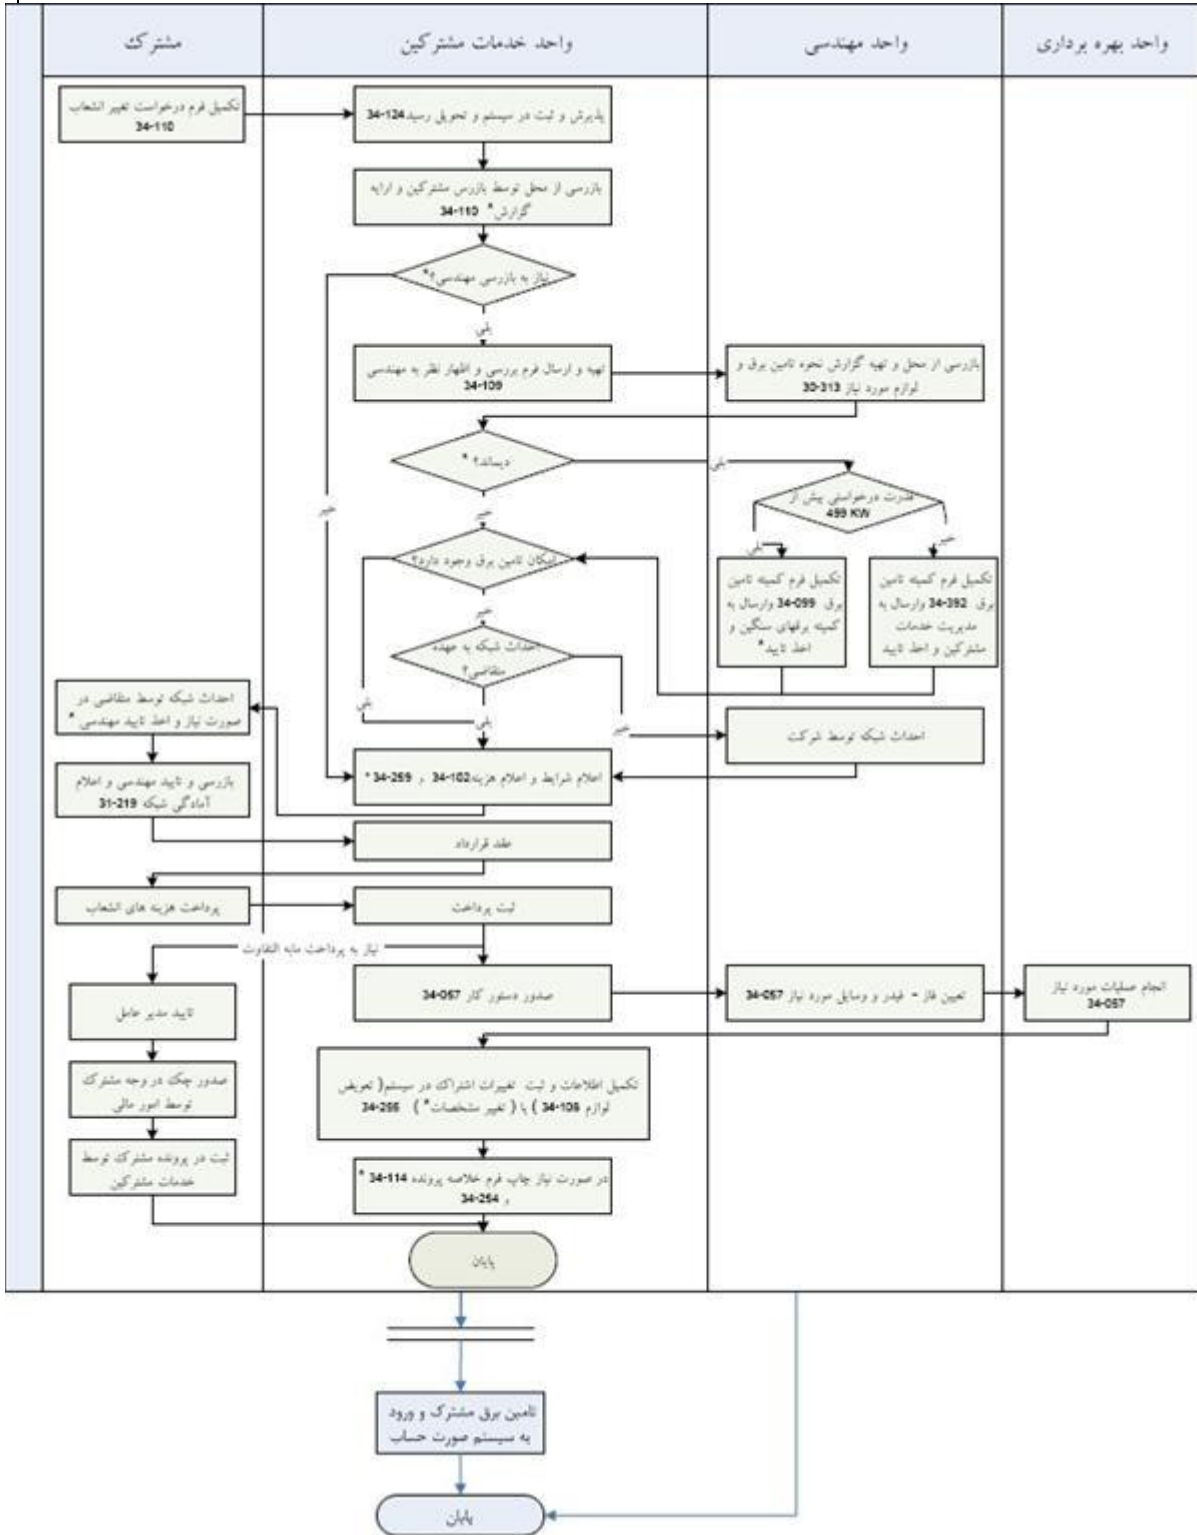 مشترک
واحد خدمات مشترکین
واحد مهندسی
واحد بهره برداری
تکمیل فرم درخواست تغییر انشعاب
34-110
پذیرش و ثبت در سیستم و تحویل رسید 34-124
بازرسی از محل توسط بازرس مشترکین و ارایه
گزارش* 34-110
نیاز به بازرسی مهندسی؟*
بلی
خیر
تهیه و ارسال فرم بررسی و اظهار نظر به مهندسی
34-109
بازرسی از محل و تهیه گزارش نحوه تامین برق و
لوازم مورد نیاز 30-313
دیماند؟ *
بلی
خیر
قدرت درخواستی بیش از
499 KW
بلی
خیر
امکان تامین برق وجود دارد؟
تکمیل فرم کمیته تامین
برق 34-099 وارسال به
کمیته برقهای سنگین و
اخذ تایید*
تکمیل فرم کمیته تامین
برق 34-392 وارسال به
مدیریت خدمات
مشترکین و اخذ تایید
خیر
بلی
احداث شبکه به عهده
متقاضی؟
بلی
خیر
احداث شبکه توسط متقاضی در
صورت نیاز و اخذ تایید مهندسی *
احداث شبکه توسط شرکت
اعلام شرایط و اعلام هزینه 34-102 و 34-259 *
بازرسی و تایید مهندسی و اعلام
آمادگی شبکه 31-219
عقد قرارداد
پرداخت هزینه های انشعاب
ثبت پرداخت
نیاز به پرداخت مابه التفاوت
صدور دستور کار 34-057
تعیین فاز - فیدر و وسایل مورد نیاز 34-057
انجام عملیات مورد نیاز
34-057
تایید مدیر عامل
صدور چک در وجه مشترک
توسط امور مالی
ثبت در پرونده مشترک توسط
خدمات مشترکین
تکمیل اطلاعات و ثبت تغییرات اشتراک در سیستم( تعویض
لوازم 34-105 ) یا ( تغییر مشخصات* ) 34-255
در صورت نیاز چاپ فرم خلاصه پرونده 34-114 *
و 34-254
پایان
تامین برق مشترک و ورود
به سیستم صورت حساب
پایان